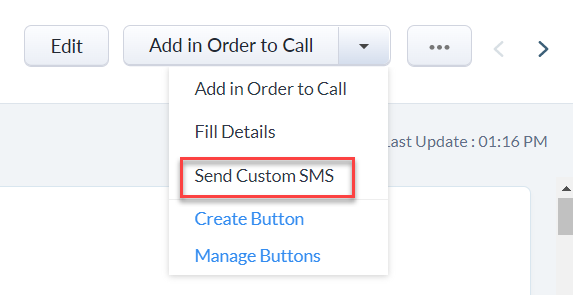 Edit
Add in Order to Call
Add in Order to Call
Fill Details
Last Update : 01:16 PM
Send Custom SMS
Create Button
Manage Buttons